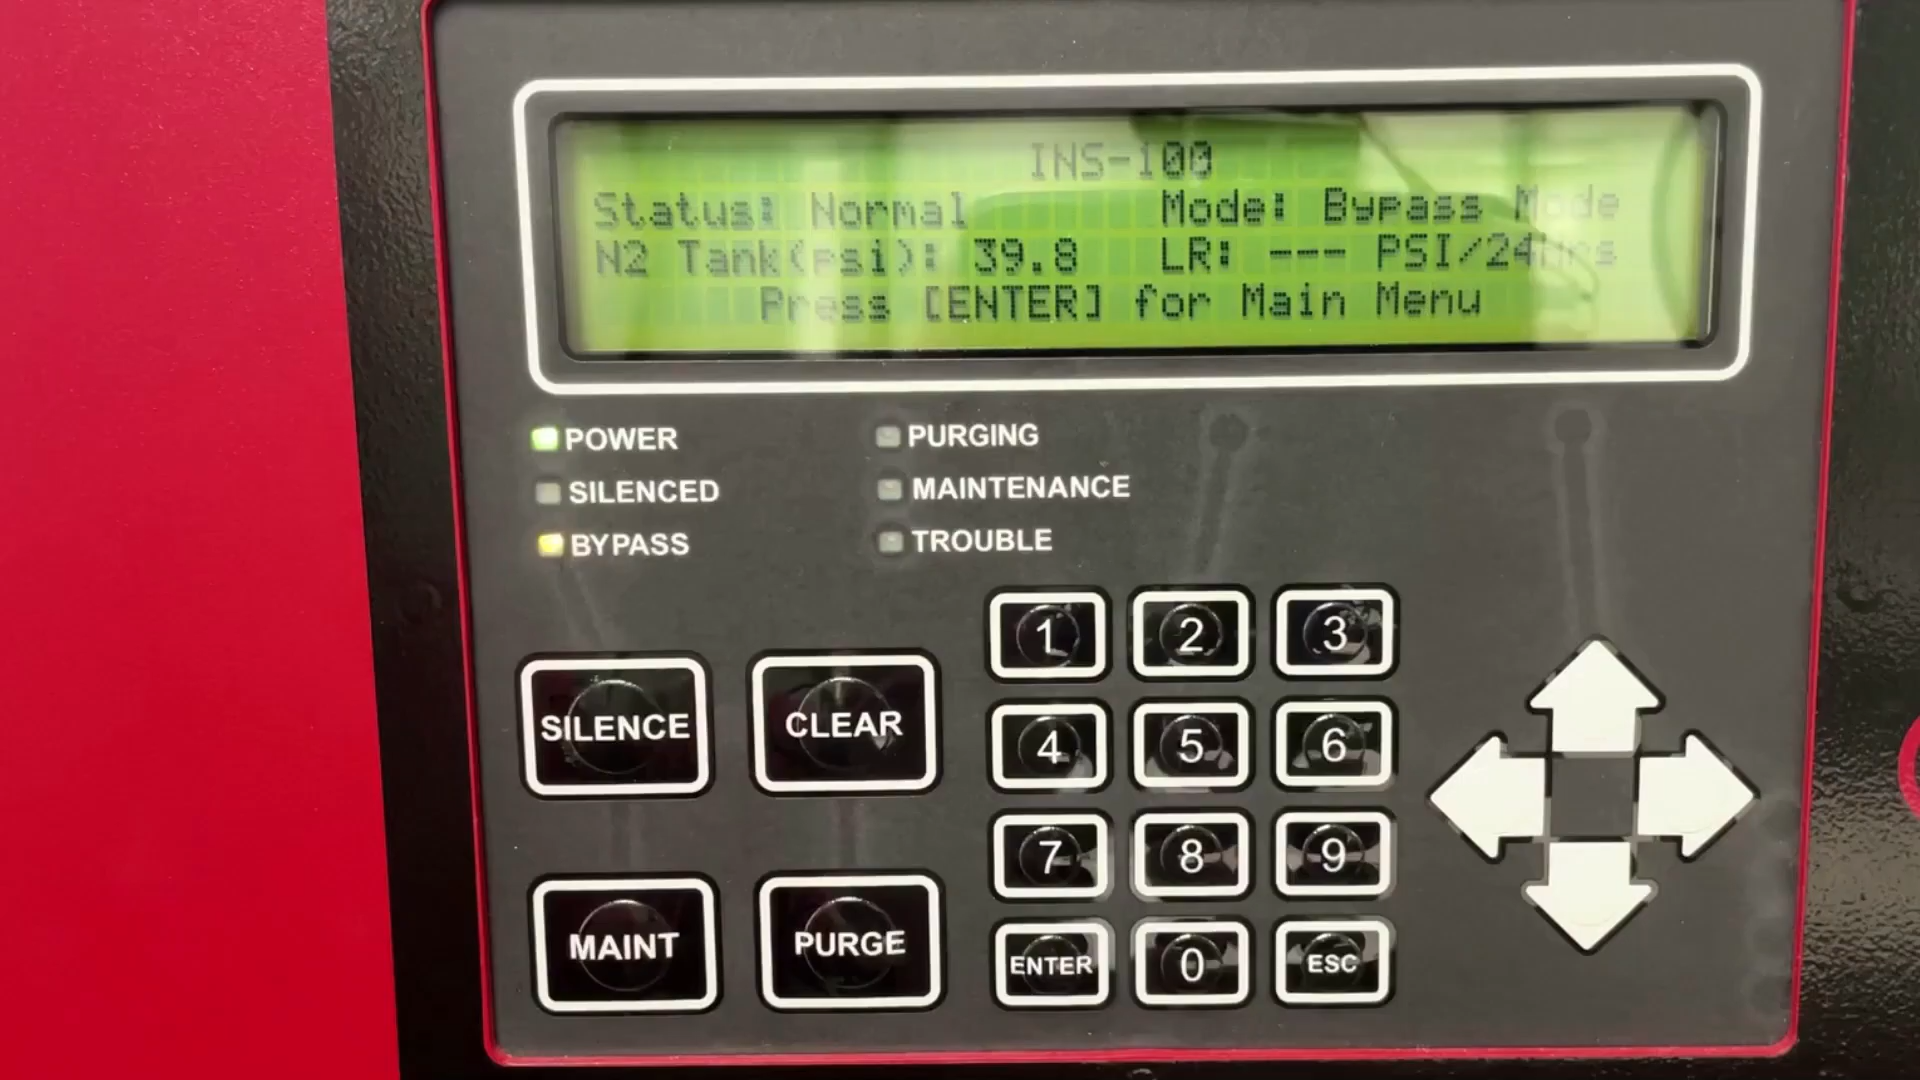 INS-100
Status: Normal Mode: Bypass Mode
N2 Tank(psi): 39.8 LR: --- PSI/24Hrs
Press [ENTER] for Main Menu
POWER PURGING
SILENCED MAINTENANCE
BYPASS TROUBLE
1 2 3
SILENCE CLEAR
4 5 6
7 8 9
MAINT PURGE
ENTER 0 ESC